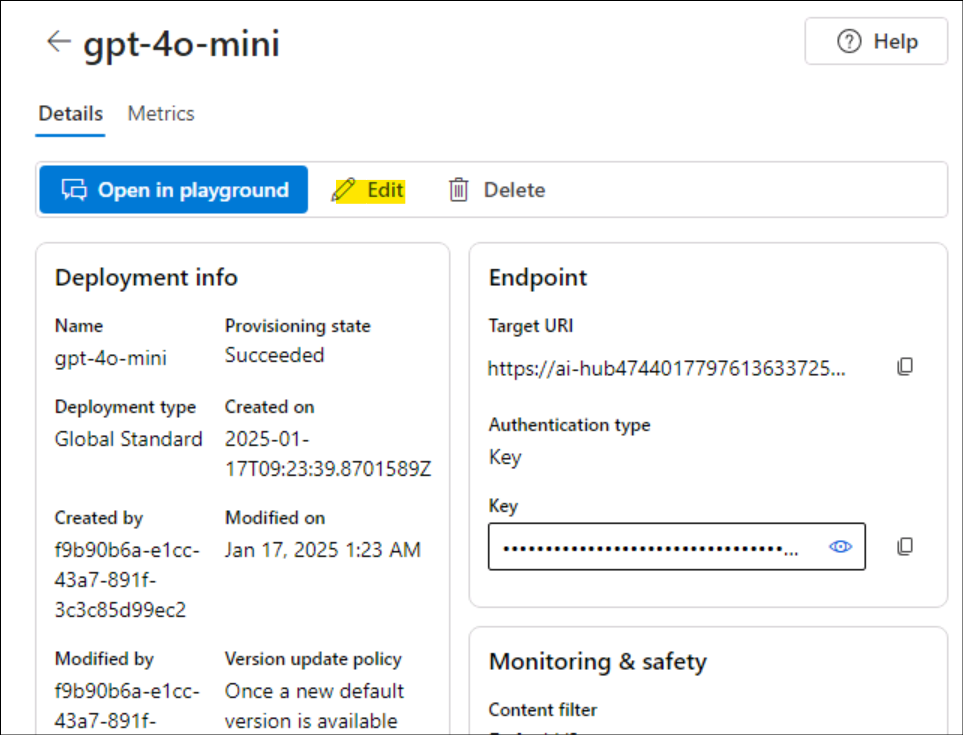 gpt-4o-mini
Help
Details Metrics
Open in playground Edit Delete
Deployment info
Name Provisioning state
gpt-4o-mini Succeeded
Deployment type Created on
Global Standard 2025-01-
17T09:23:39.8701589Z
Created by Modified on
f9b90b6a-e1cc- Jan 17, 2025 1:23 AM
43a7-891f-
3c3c85d99ec2
Modified by Version update policy
f9b90b6a-e1cc- Once a new default
43a7-891f- version is available
Endpoint
Target URI
https://ai-hub4744017797613633725...
Authentication type
Key
Key
••••••••••••••••••••••••••••••••••...
Monitoring & safety
Content filter